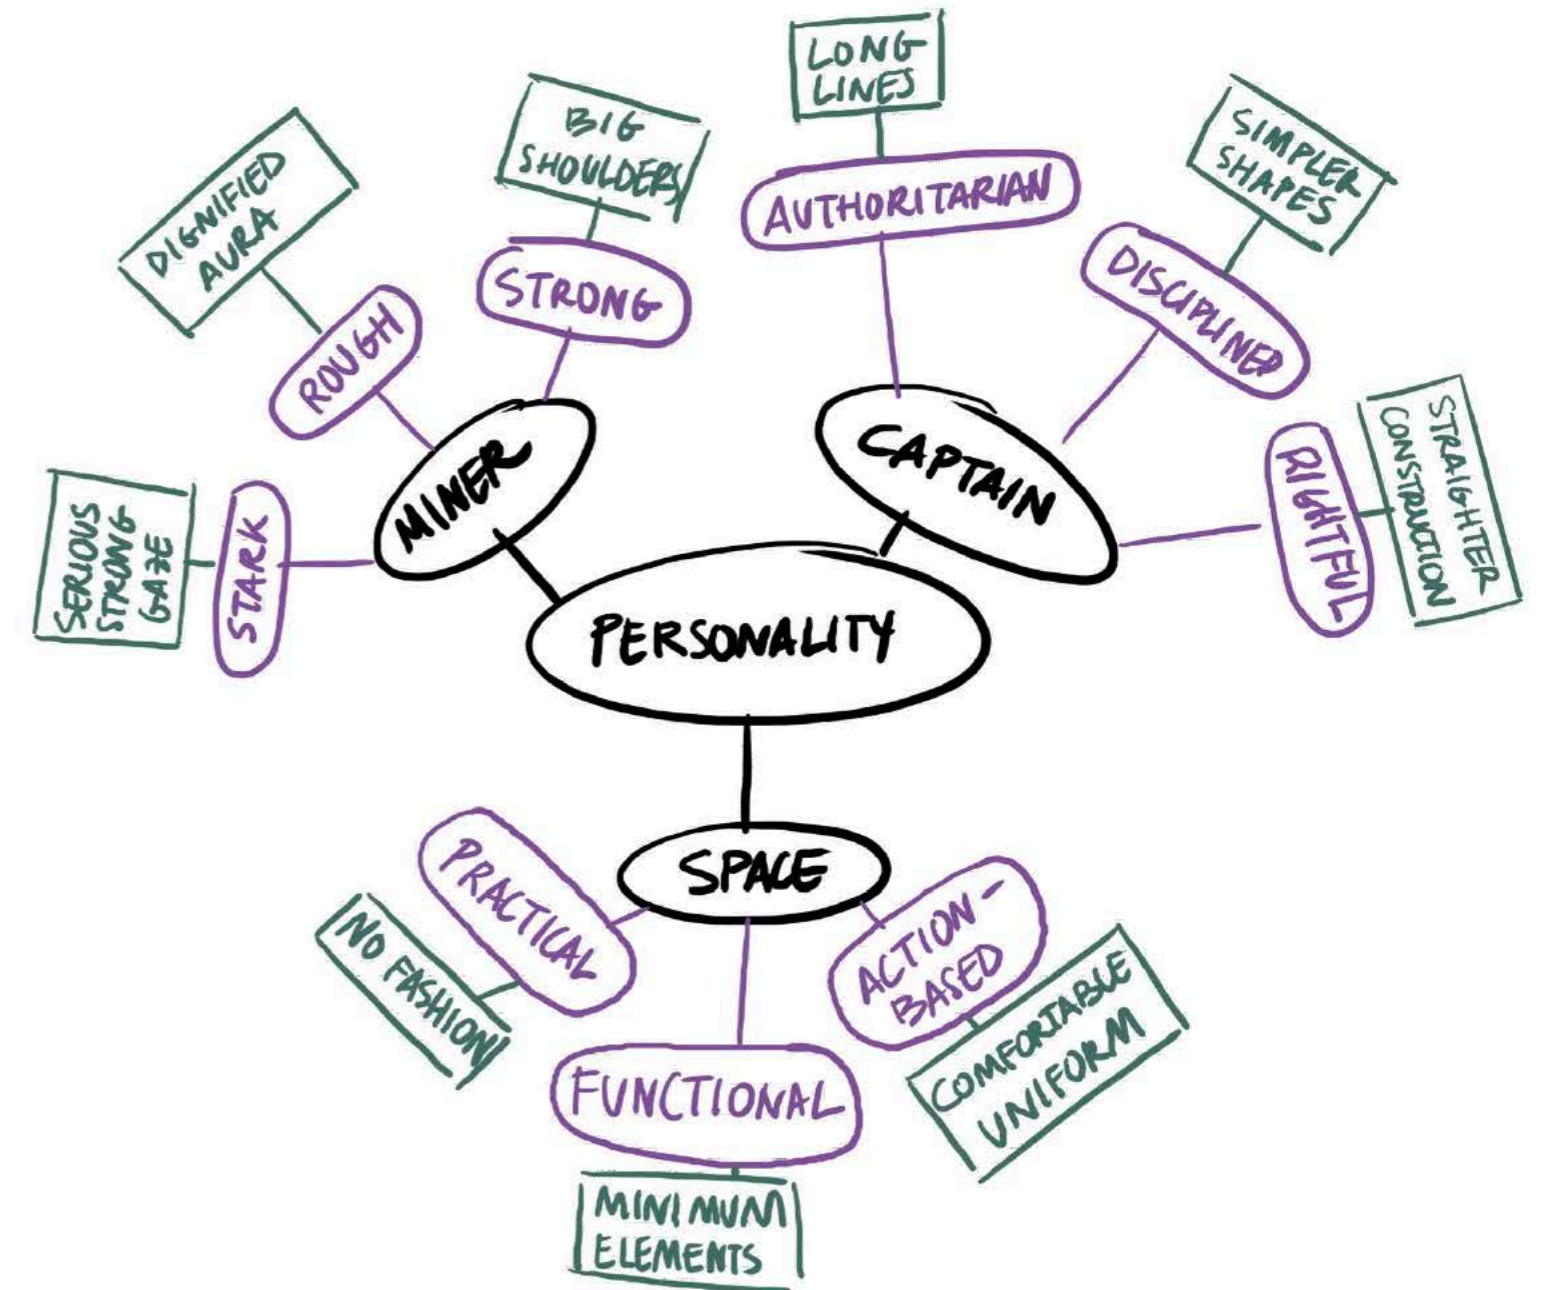 LONG
LINES
BIG
SHOULDERS
SIMPLER
SHAPES
DIGNIFIED
AURA
AUTHORITARIAN
STRONG
DISCIPLINED
ROUGH
STRAIGHTER
CONSTRUCTION
RIGHTFUL
CAPTAIN
MINER
SERIOUS
STRONG
GAZE
STARK
PERSONALITY
SPACE
PRACTICAL
ACTION-
BASED
NO FASHION
COMFORTABLE
UNIFORM
FUNCTIONAL
MINIMUM
ELEMENTS